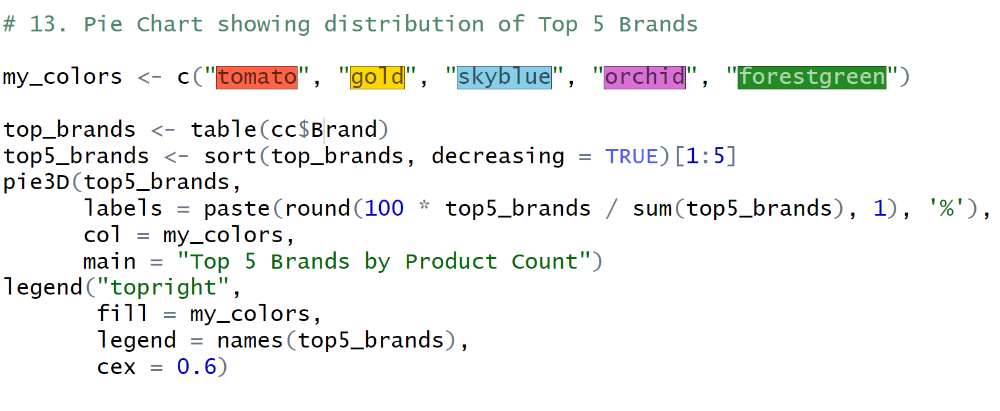 # 13. Pie Chart showing distribution of Top 5 Brands
my_colors <- c("tomato", "gold", "skyblue", "orchid", "forestgreen")
top_brands <- table(cc$Brand)
top5_brands <- sort(top_brands, decreasing = TRUE)[1:5]
pie3D(top5_brands,
      labels = paste(round(100 * top5_brands / sum(top5_brands), 1), '%'),
      col = my_colors,
      main = "Top 5 Brands by Product Count")
legend("topright",
       fill = my_colors,
       legend = names(top5_brands),
       cex = 0.6)